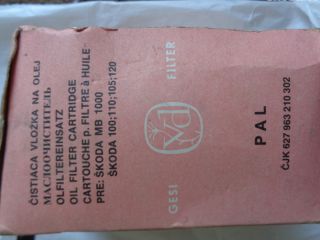 ČISTIACA VLOŽKA NA OLEJ
МАСЛООЧИСТИТЕЛЬ
OLFILTEREINSATZ
OIL FILTER CARTRIDGE
CARTOUCHE p. FILTRE à HUILE
PRE: ŠKODA MB 1000
ŠKODA 100;110;105;120
GESI
FILTER
PAL
ČJK 627 963 210 302